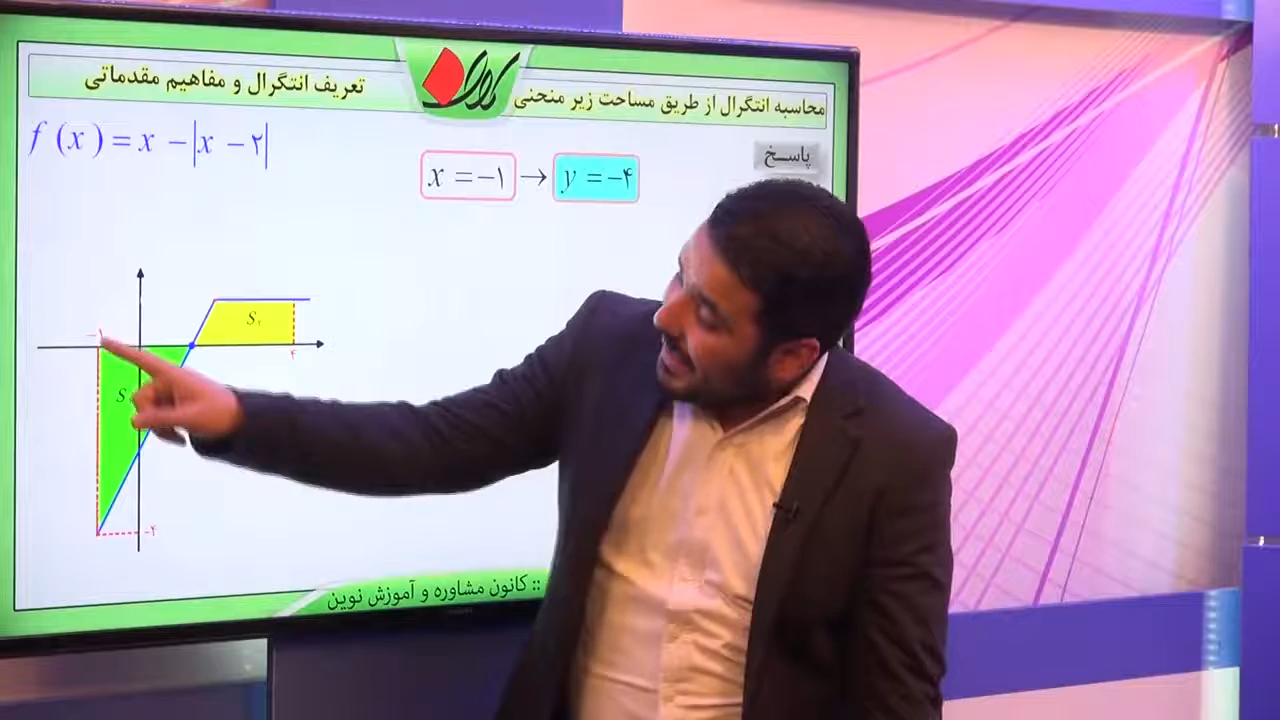 محاسبه انتگرال از طریق مساحت زیر منحنی
تعریف انتگرال و مفاهیم مقدماتی
f (x) = x − |x − ۲|
پاسخ
x = −۱ → y = −۴
S۲
−۱
۴
S
−۴
:: کانون مشاوره و آموزش نوین